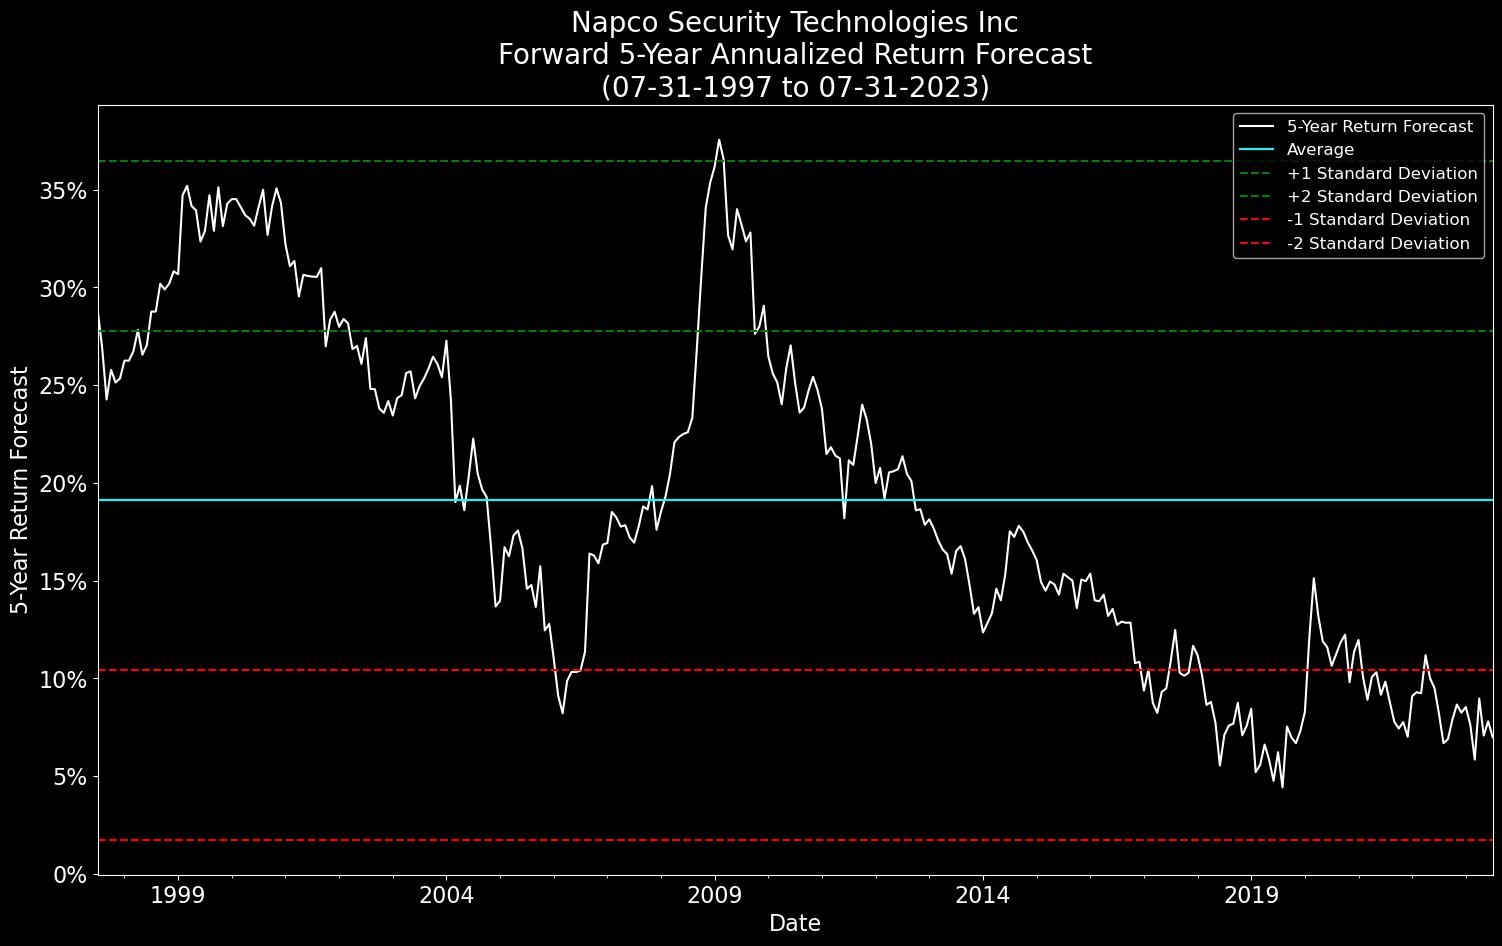 Napco Security Technologies Inc
Forward 5-Year Annualized Return Forecast
(07-31-1997 to 07-31-2023)
5-Year Return Forecast
Average
+1 Standard Deviation
+2 Standard Deviation
-1 Standard Deviation
-2 Standard Deviation
35%
30%
25%
20%
15%
10%
5%
0%
5-Year Return Forecast
1999
2004
2009
2014
2019
Date